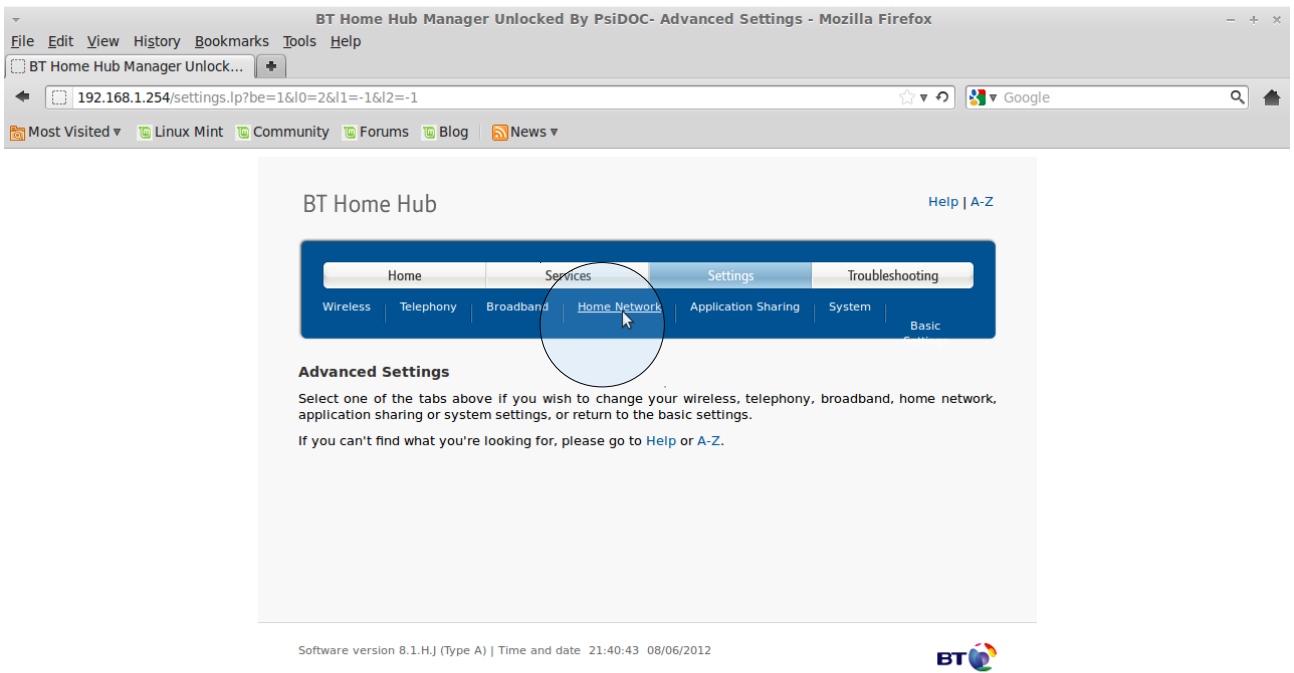 BT Home Hub Manager Unlocked By PsiDOC- Advanced Settings - Mozilla Firefox
File Edit View History Bookmarks Tools Help
BT Home Hub Manager Unlock...
192.168.1.254/settings.lp?be=1&l0=2&l1=-1&l2=-1 Google
Most Visited Linux Mint Community Forums Blog News
BT Home Hub Help | A-Z
Home Services Settings Troubleshooting
Wireless Telephony Broadband Home Network Application Sharing System
Basic
Advanced Settings
Select one of the tabs above if you wish to change your wireless, telephony, broadband, home network,
application sharing or system settings, or return to the basic settings.
If you can't find what you're looking for, please go to Help or A-Z.
Software version 8.1.H.J (Type A) | Time and date 21:40:43 08/06/2012
BT